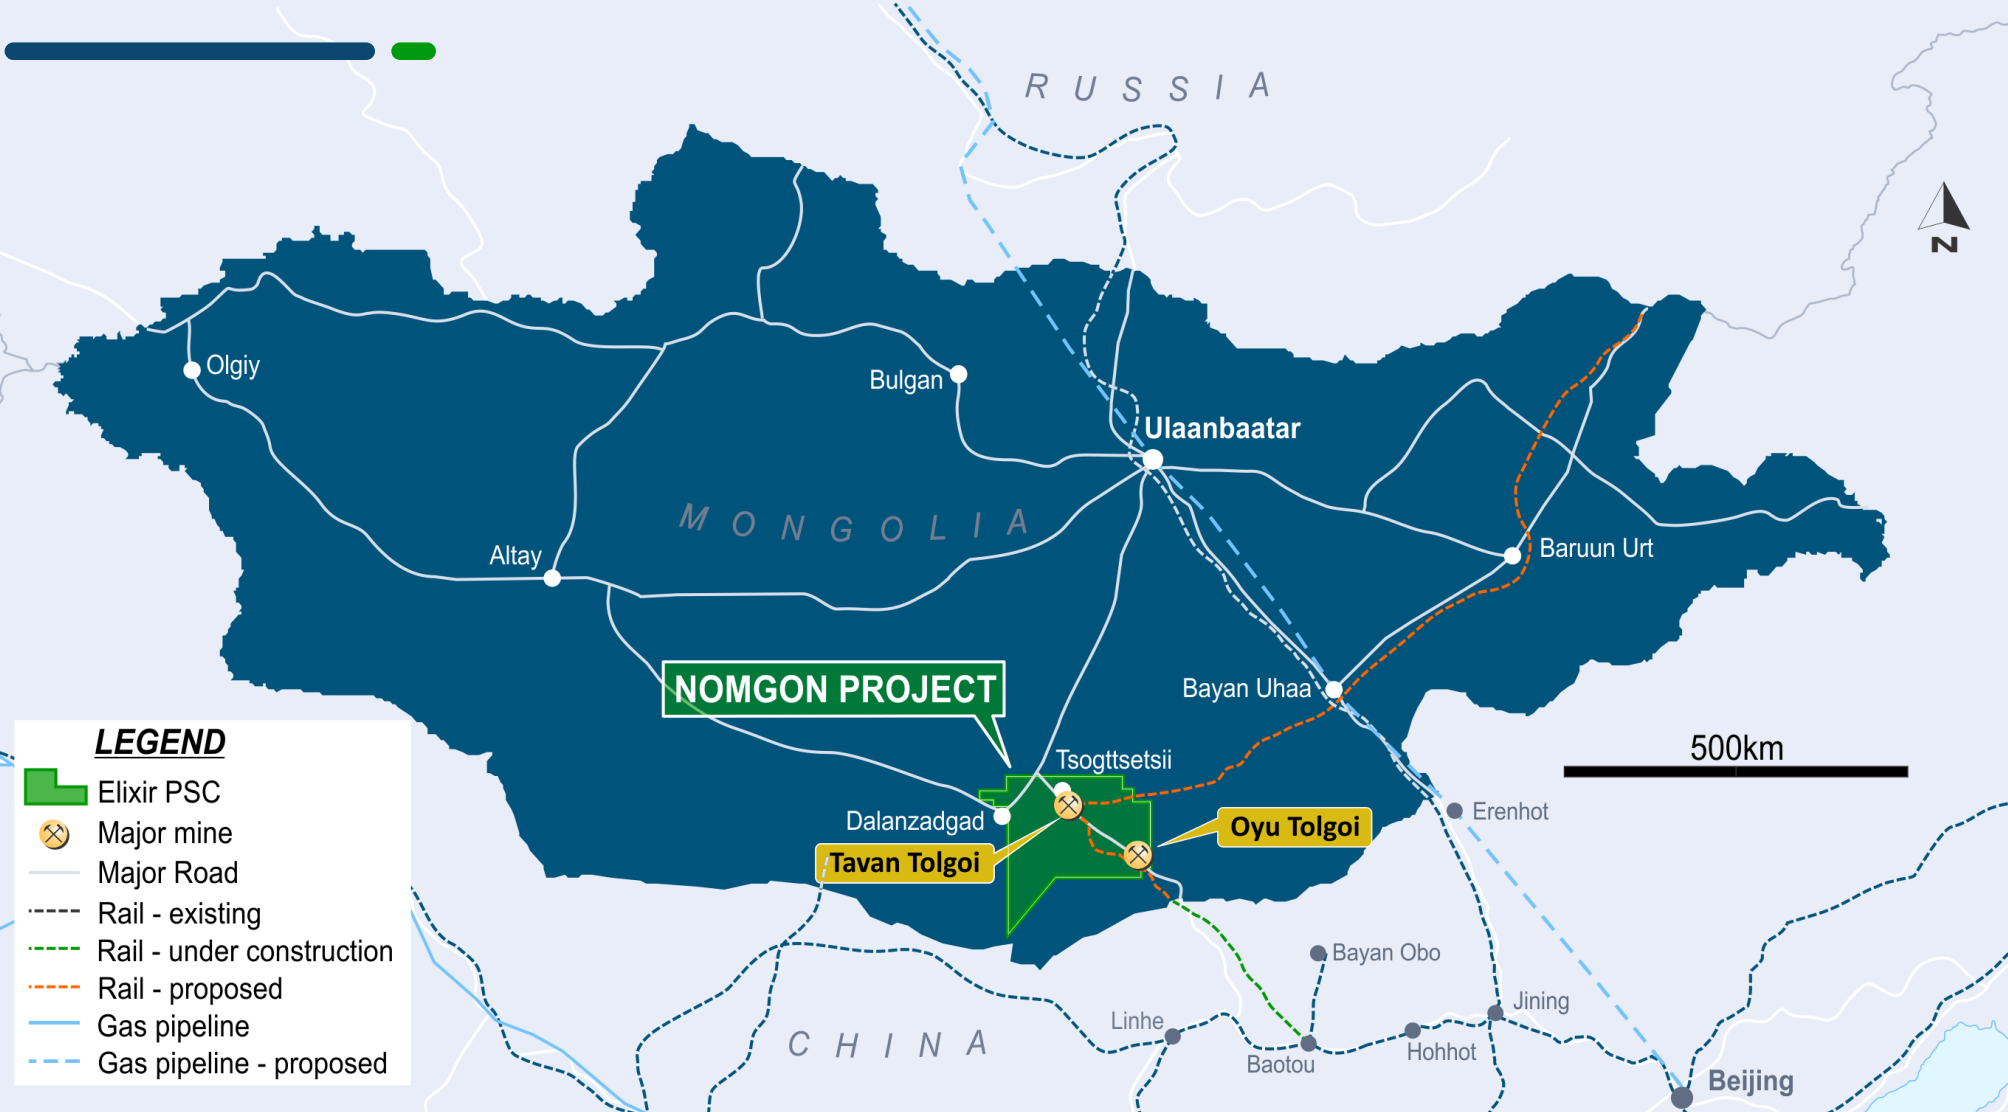 RUSSIA
N
Olgiy
Bulgan
Ulaanbaatar
MONGOLIA
Altay
Baruun Urt
NOMGON PROJECT
Bayan Uhaa
Tsogttsetsii
500km
Dalanzadgad
Oyu Tolgoi
Erenhot
Tavan Tolgoi
LEGEND
Elixir PSC
Major mine
Major Road
Rail - existing
Rail - under construction
Rail - proposed
Gas pipeline
Gas pipeline - proposed
Bayan Obo
Jining
Linhe
CHINA
Baotou
Hohhot
Beijing